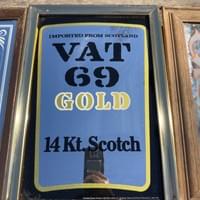 IMPORTED FROM SCOTLAND
VAT
69
GOLD
14 Kt. Scotch